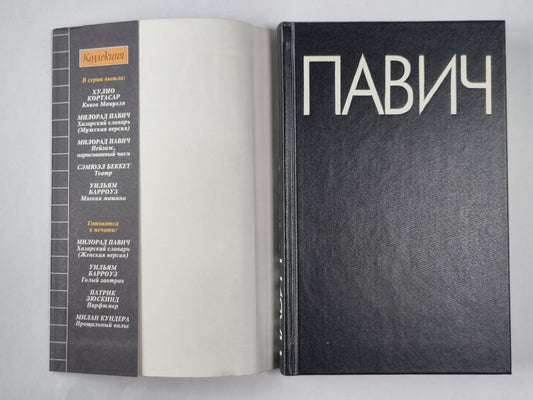 Коллекция
В серии вышли:
ХУЛИО
КОРТАСАР
Книга Мануэля
МИЛОРАД ПАВИЧ
Хазарский словарь
(Мужская версия)
МИЛОРАД ПАВИЧ
Пейзаж,
нарисованный чаем
СЭМЮЭЛ БЕККЕТ
Театр
УИЛЬЯМ
БАРРОУЗ
Мягкая машина
Готовятся
к печати:
МИЛОРАД ПАВИЧ
Хазарский словарь
(Женская версия)
УИЛЬЯМ
БАРРОУЗ
Голый завтрак
ПАТРИК
ЗЮСКИНД
Парфюмер
МИЛАН КУНДЕРА
Прощальный вальс
ПАВИЧ